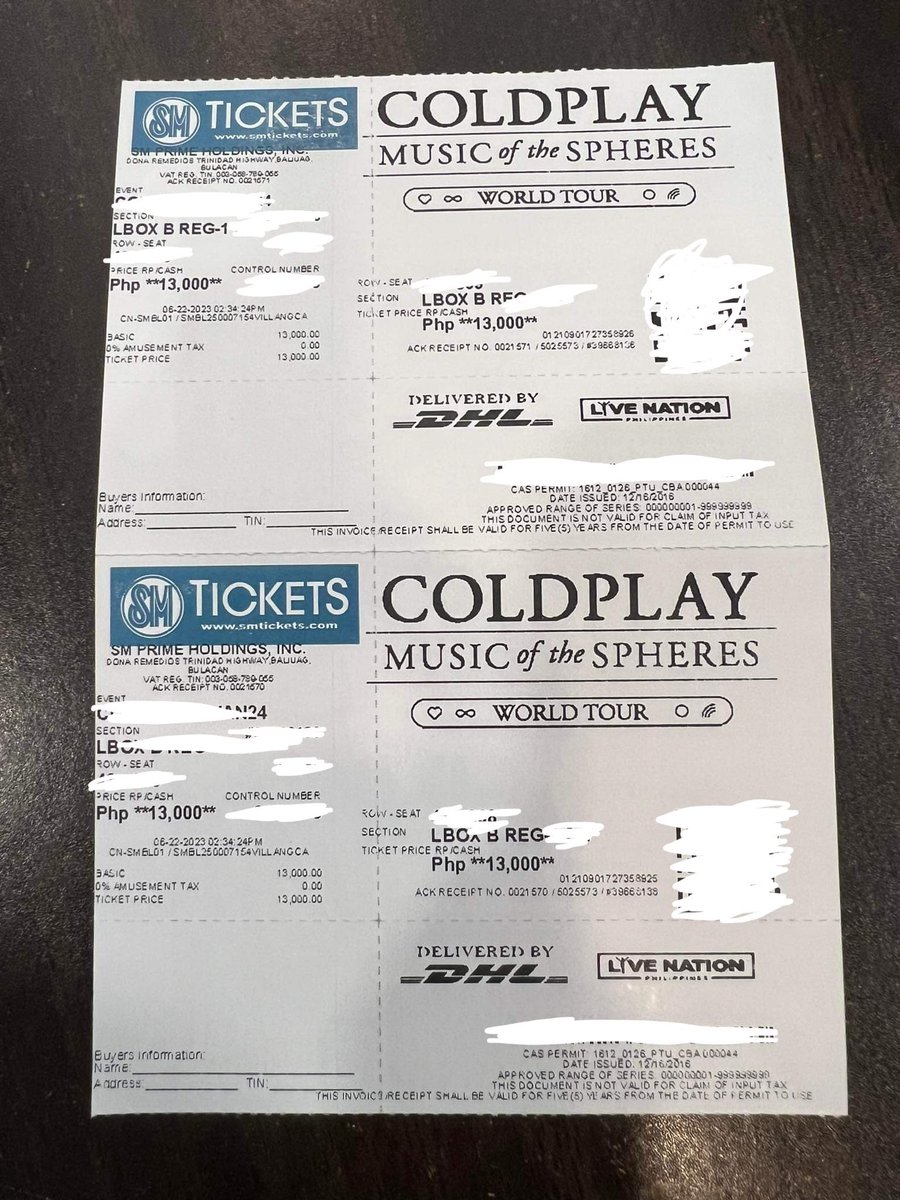 SM TICKETS
www.smtickets.com
SM PRIME HOLDINGS, INC.
DONA REMEDIOS TRINIDAD HIGHWAY, BALIUAG,
BULACAN
VAT REG. TIN: 003-058-789-055
ACK RECEIPT NO. 0021571
EVENT
SECTION
LBOX B REG-1
ROW - SEAT
PRICE RP/CASH CONTROL NUMBER
Php **13,000**
06-22-2023 02:34:24PM
CN-SMBL01 / SMBL250007154VILLANGCA
BASIC 13,000.00
0% AMUSEMENT TAX 0.00
TICKET PRICE 13,000.00
Buyers Information:
Name:
Address: TIN:
COLDPLAY
MUSIC of the SPHERES
WORLD TOUR
ROW - SEAT
SECTION LBOX B REG
TICKET PRICE RP/CASH
Php **13,000**
01210901727358926
ACK RECEIPT NO. 0021571 / 5025573 / #39668138
DELIVERED BY
DHL
LIVE NATION
PHILIPPINES
CAS PERMIT: 1612_0126_PTU_CBA000044
DATE ISSUED: 12/16/2016
APPROVED RANGE OF SERIES: 000000001-999999999
THIS DOCUMENT IS NOT VALID FOR CLAIM OF INPUT TAX
THIS INVOICE/RECEIPT SHALL BE VALID FOR FIVE(5) YEARS FROM THE DATE OF PERMIT TO USE
SM TICKETS
www.smtickets.com
SM PRIME HOLDINGS, INC.
DONA REMEDIOS TRINIDAD HIGHWAY, BALIUAG,
BULACAN
VAT REG. TIN: 003-058-789-055
ACK RECEIPT NO. 0021570
EVENT
AN24
SECTION
LBOX B REG
ROW - SEAT
PRICE RP/CASH CONTROL NUMBER
Php **13,000**
06-22-2023 02:34:24PM
CN-SMBL01 / SMBL250007154VILLANGCA
BASIC 13,000.00
0% AMUSEMENT TAX 0.00
TICKET PRICE 13,000.00
Buyers Information:
Name:
Address: TIN:
COLDPLAY
MUSIC of the SPHERES
WORLD TOUR
ROW - SEAT
SECTION LBOX B REG-
TICKET PRICE RP/CASH
Php **13,000**
01210901727358925
ACK RECEIPT NO. 0021570 / 5025573 / #39668138
DELIVERED BY
DHL
LIVE NATION
PHILIPPINES
CAS PERMIT: 1612_0126_PTU_CBA000044
DATE ISSUED: 12/16/2016
APPROVED RANGE OF SERIES: 000000001-999999999
THIS DOCUMENT IS NOT VALID FOR CLAIM OF INPUT TAX
THIS INVOICE/RECEIPT SHALL BE VALID FOR FIVE(5) YEARS FROM THE DATE OF PERMIT TO USE